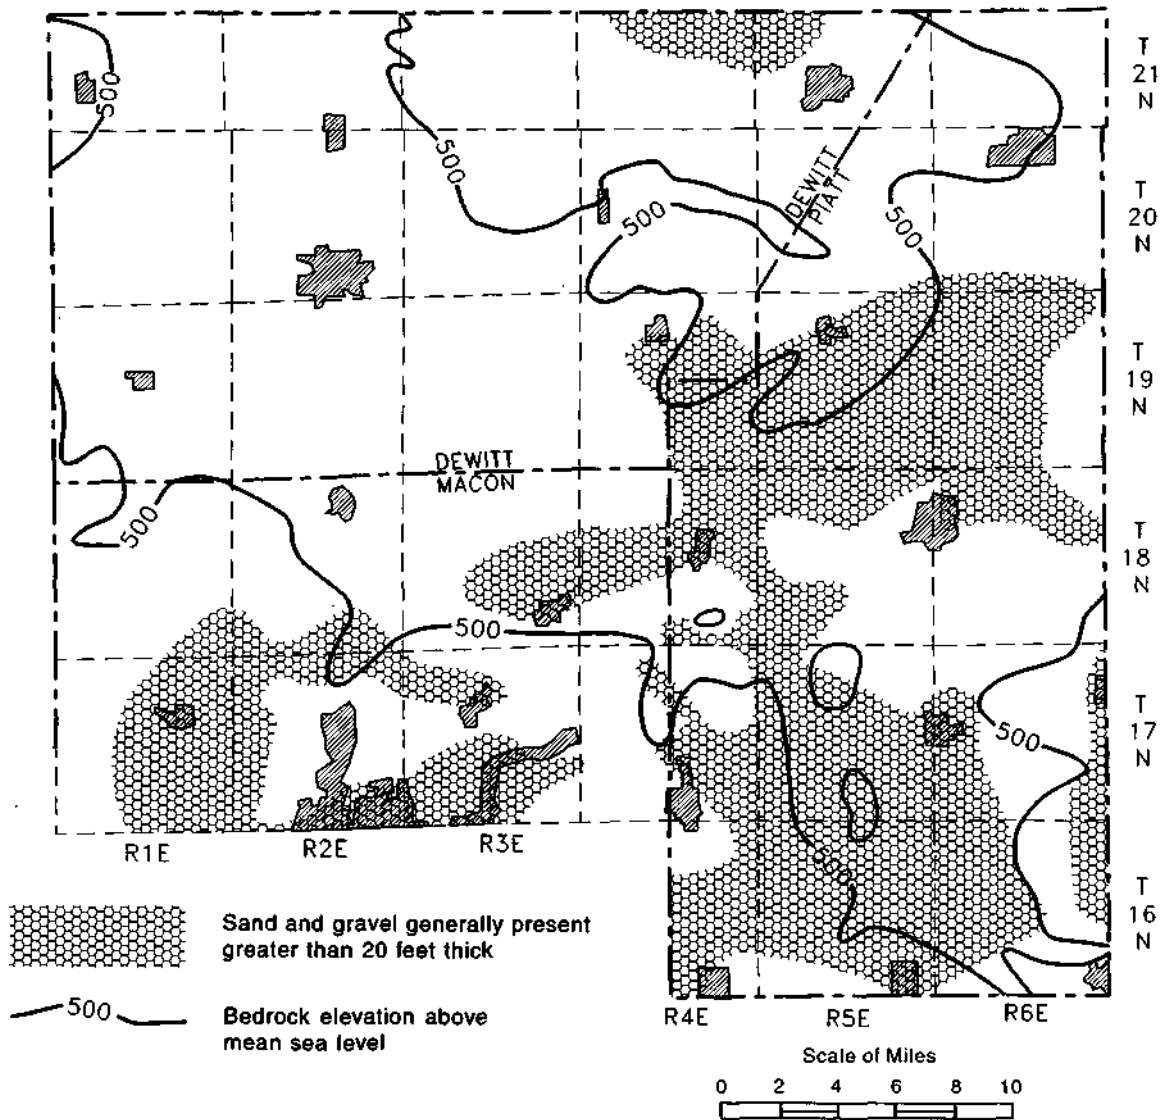 T
21
N
500
500
DEWITT
PIATT
T
20
N
500
500
T
19
N
DEWITT
MACON
500
T
18
N
500
T
17
N
500
500
R1E
R2E
R3E
T
16
N
Sand and gravel generally present
greater than 20 feet thick
500
Bedrock elevation above
mean sea level
R4E
R5E
R6E
Scale of Miles
0 2 4 6 8 10